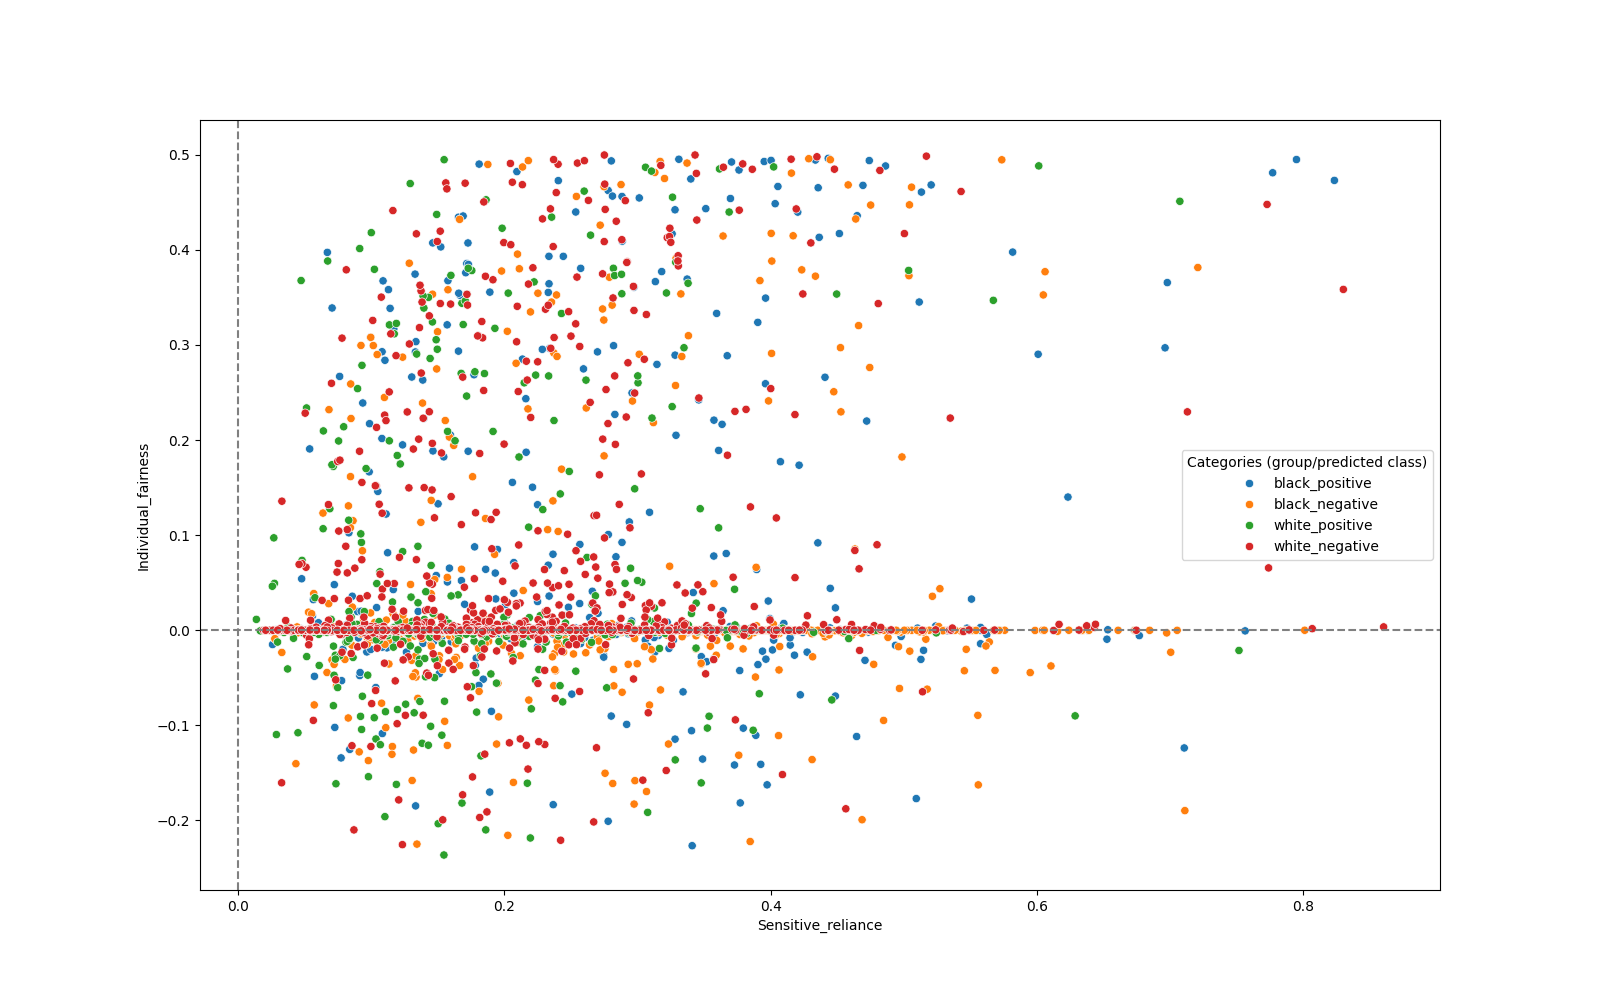 0.5
0.4
0.3
0.2
0.1
0.0
−0.1
−0.2
Individual_fairness
Categories (group/predicted class)
black_positive
black_negative
white_positive
white_negative
0.0 0.2 0.4 0.6 0.8
Sensitive_reliance